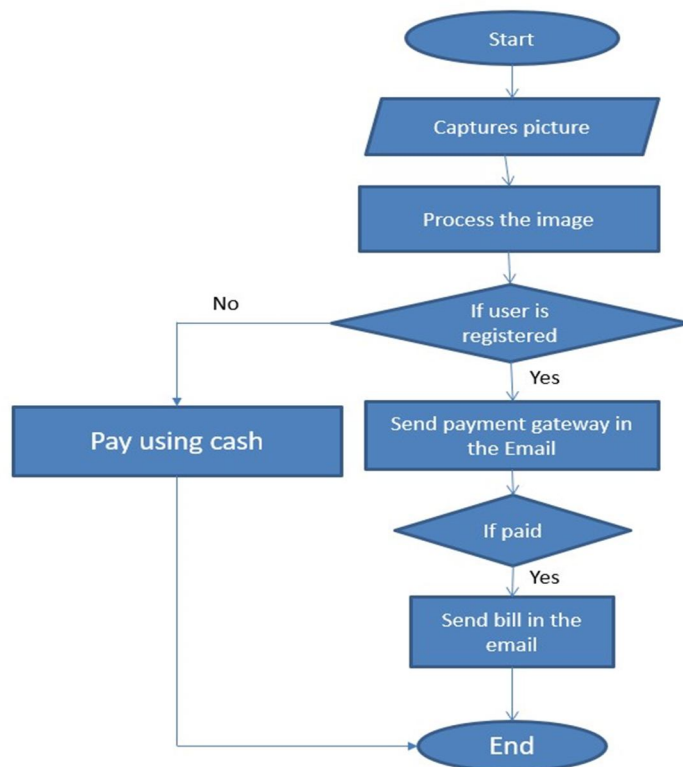 Start
Captures picture
Process the image
If user is
registered
No
Yes
Pay using cash
Send payment gateway in
the Email
If paid
Yes
Send bill in the
email
End